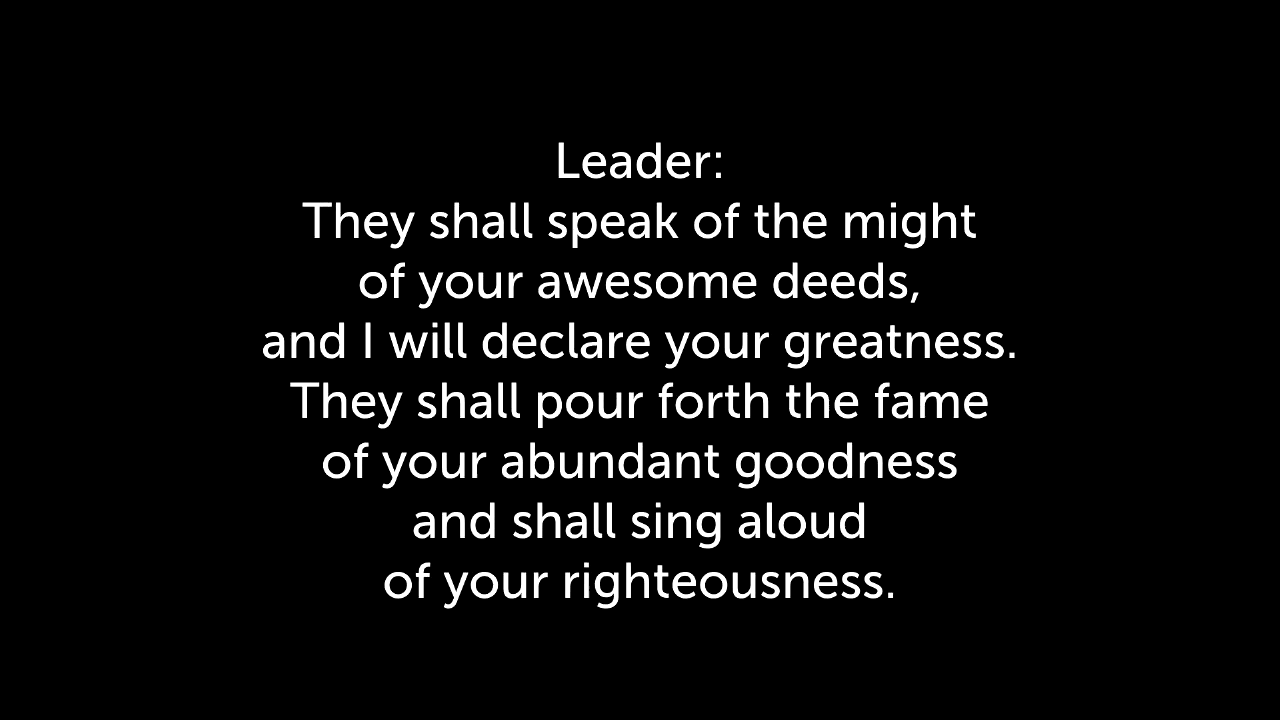 Leader:
They shall speak of the might
of your awesome deeds,
and I will declare your greatness.
They shall pour forth the fame
of your abundant goodness
and shall sing aloud
of your righteousness.